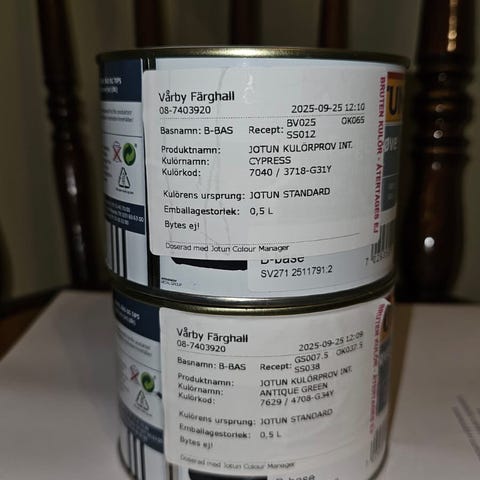 Vårby Färghall
08-7403920
2025-09-25 12:10
Basnamn: B-BAS Recept: BV025 OK065
SS012
Produktnamn: JOTUN KULÖRPROV INT.
Kulörnamn: CYPRESS
Kulörkod: 7040 / 3718-G31Y
Kulörens ursprung: JOTUN STANDARD
Emballagestorlek: 0,5 L
Bytes ej!
Doserad med Jotun Colour Manager
BRUTEN KULÖR - ÅTERTAGES EJ
D-base
SV271 2511791.2
Vårby Färghall
08-7403920
2025-09-25 12:09
Basnamn: B-BAS Recept: GS007.5 OK037.5
SS038
Produktnamn: JOTUN KULÖRPROV INT.
Kulörnamn: ANTIQUE GREEN
Kulörkod: 7629 / 4708-G34Y
Kulörens ursprung: JOTUN STANDARD
Emballagestorlek: 0,5 L
Bytes ej!
Doserad med Jotun Colour Manager
D-base